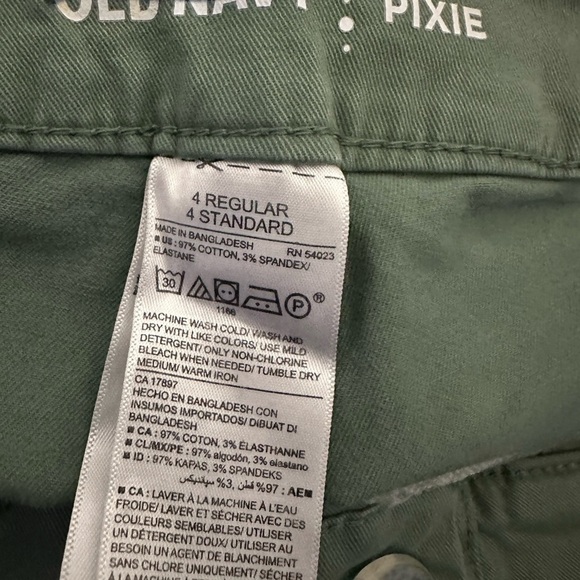 OLD NAVY
PIXIE
4 REGULAR
4 STANDARD
MADE IN BANGLADESH RN 54023
■ US : 97% COTTON, 3% SPANDEX/
ELASTANE
30 P ®
1166
MACHINE WASH COLD/ WASH AND
DRY WITH LIKE COLORS/ USE MILD
DETERGENT/ ONLY NON-CHLORINE
BLEACH WHEN NEEDED/ TUMBLE DRY
MEDIUM/ WARM IRON
CA 17897
HECHO EN BANGLADESH CON
INSUMOS IMPORTADOS/ DIBUAT DI
BANGLADESH
■ CA : 97% COTON, 3% ÉLASTHANNE
■ CL/MX/PE : 97% algodón, 3% elastano
■ ID : 97% KAPAS, 3% SPANDEKS
■ AE : 97% قطن, 3% سباندكس
■ CA : LAVER À LA MACHINE À L'EAU
FROIDE/ LAVER ET SÉCHER AVEC DES
COULEURS SEMBLABLES/ UTILISER
UN DÉTERGENT DOUX/ UTILISER AU
BESOIN UN AGENT DE BLANCHIMENT
SANS CHLORE UNIQUEMENT/ SÉCHER